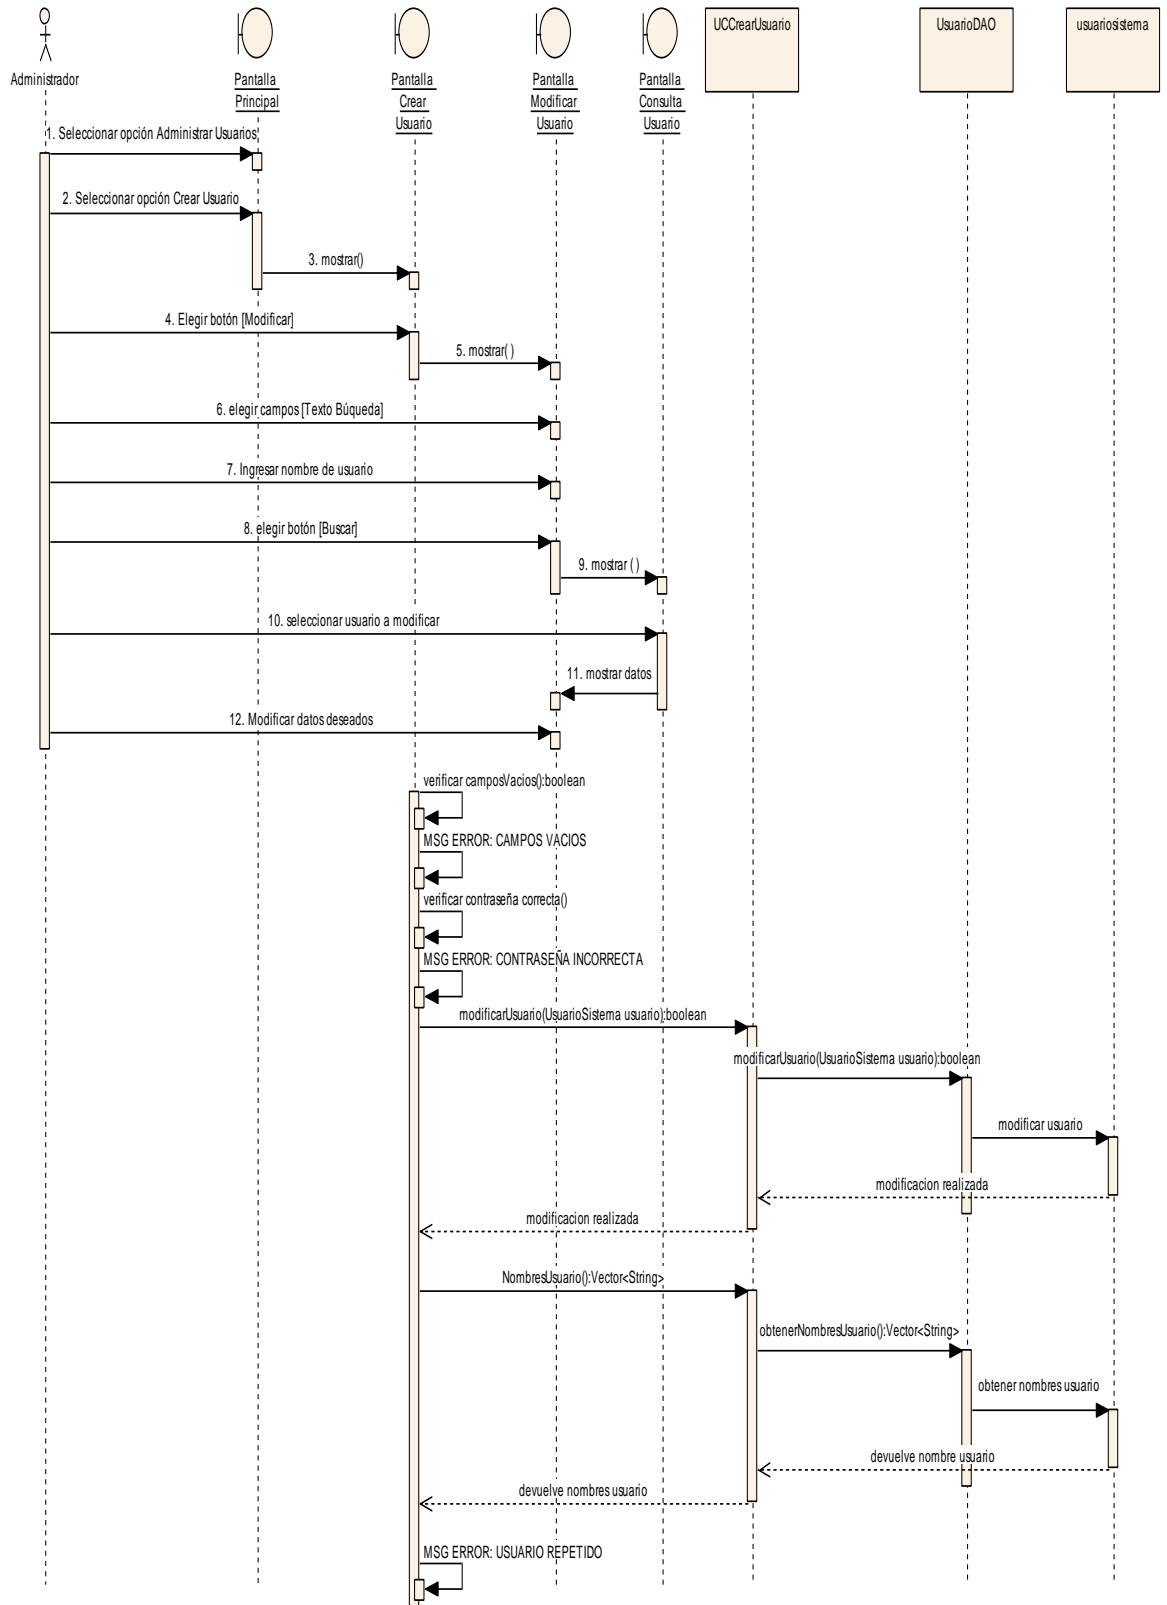 Administrador
Pantalla
Principal
Pantalla
Crear
Usuario
Pantalla
Modificar
Usuario
Pantalla
Consulta
Usuario
UCCrearUsuario
UsuarioDAO
usuariosistema
1. Seleccionar opción Administrar Usuarios
2. Seleccionar opción Crear Usuario
3. mostrar()
4. Elegir botón [Modificar]
5. mostrar( )
6. elegir campos [Texto Búqueda]
7. Ingresar nombre de usuario
8. elegir botón [Buscar]
9. mostrar ( )
10. seleccionar usuario a modificar
11. mostrar datos
12. Modificar datos deseados
verificar camposVacios():boolean
MSG ERROR: CAMPOS VACIOS
verificar contraseña correcta()
MSG ERROR: CONTRASEÑA INCORRECTA
modificarUsuario(UsuarioSistema usuario):boolean
modificarUsuario(UsuarioSistema usuario):boolean
modificar usuario
modificacion realizada
modificacion realizada
NombresUsuario():Vector<String>
obtenerNombresUsuario():Vector<String>
obtener nombres usuario
devuelve nombre usuario
devuelve nombres usuario
MSG ERROR: USUARIO REPETIDO